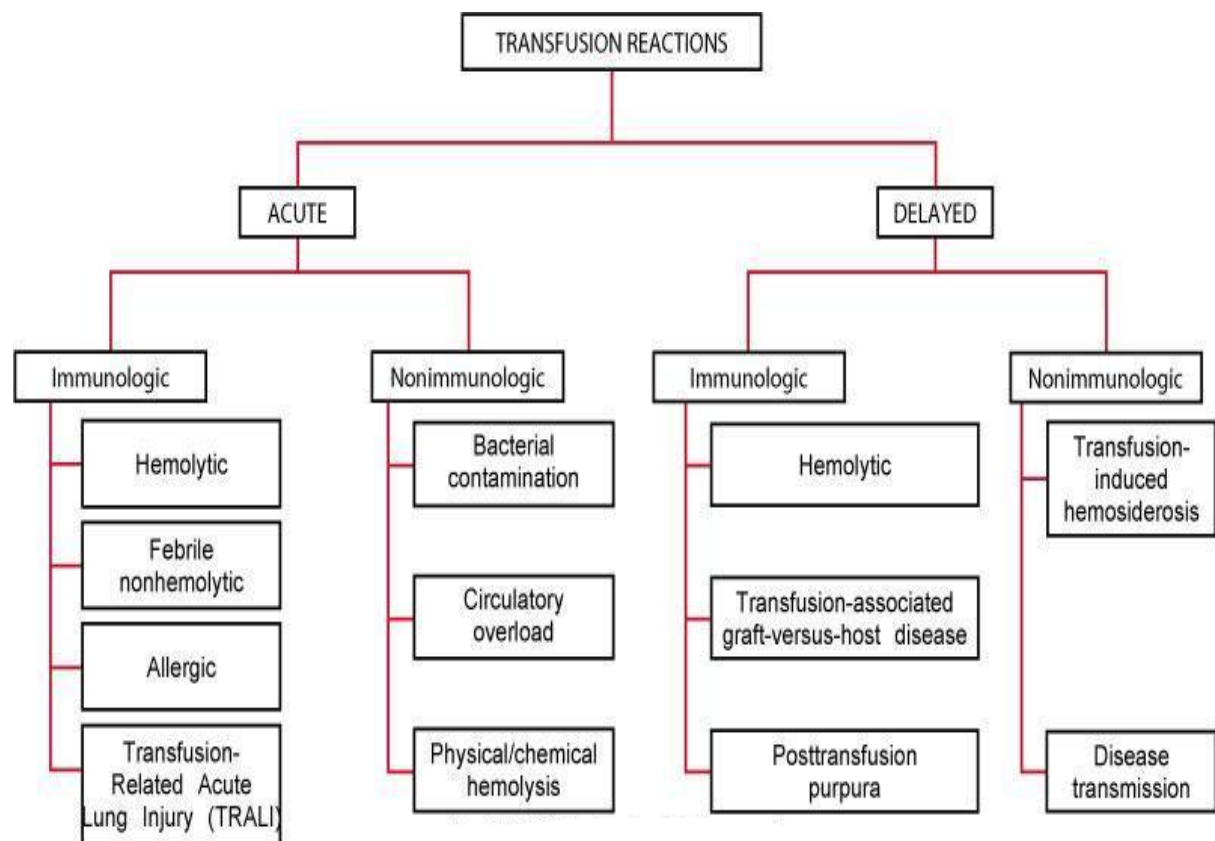 TRANSFUSION REACTIONS
ACUTE
DELAYED
Immunologic
Nonimmunologic
Immunologic
Nonimmunologic
Hemolytic
Febrile
nonhemolytic
Allergic
Transfusion-
Related Acute
Lung Injury (TRALI)
Bacterial
contamination
Circulatory
overload
Physical/chemical
hemolysis
Hemolytic
Transfusion-associated
graft-versus-host disease
Posttransfusion
purpura
Transfusion-
induced
hemosiderosis
Disease
transmission